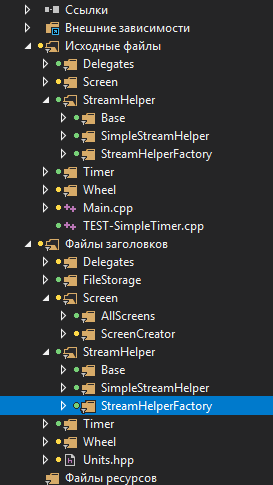 Ссылки
Внешние зависимости
Исходные файлы
Delegates
Screen
StreamHelper
Base
SimpleStreamHelper
StreamHelperFactory
Timer
Wheel
Main.cpp
TEST-SimpleTimer.cpp
Файлы заголовков
Delegates
FileStorage
Screen
AllScreens
ScreenCreator
StreamHelper
Base
SimpleStreamHelper
StreamHelperFactory
Timer
Wheel
Units.hpp
Файлы ресурсов